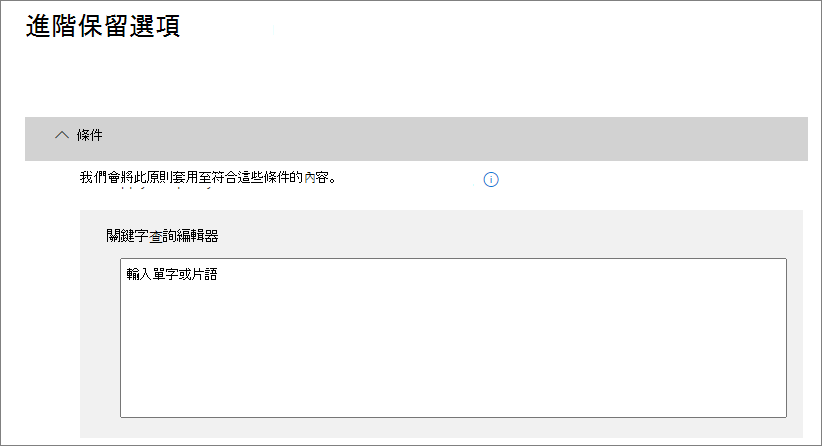 進階保留選項
條件
我們會將此原則套用至符合這些條件的內容。
關鍵字查詢編輯器
輸入單字或片語